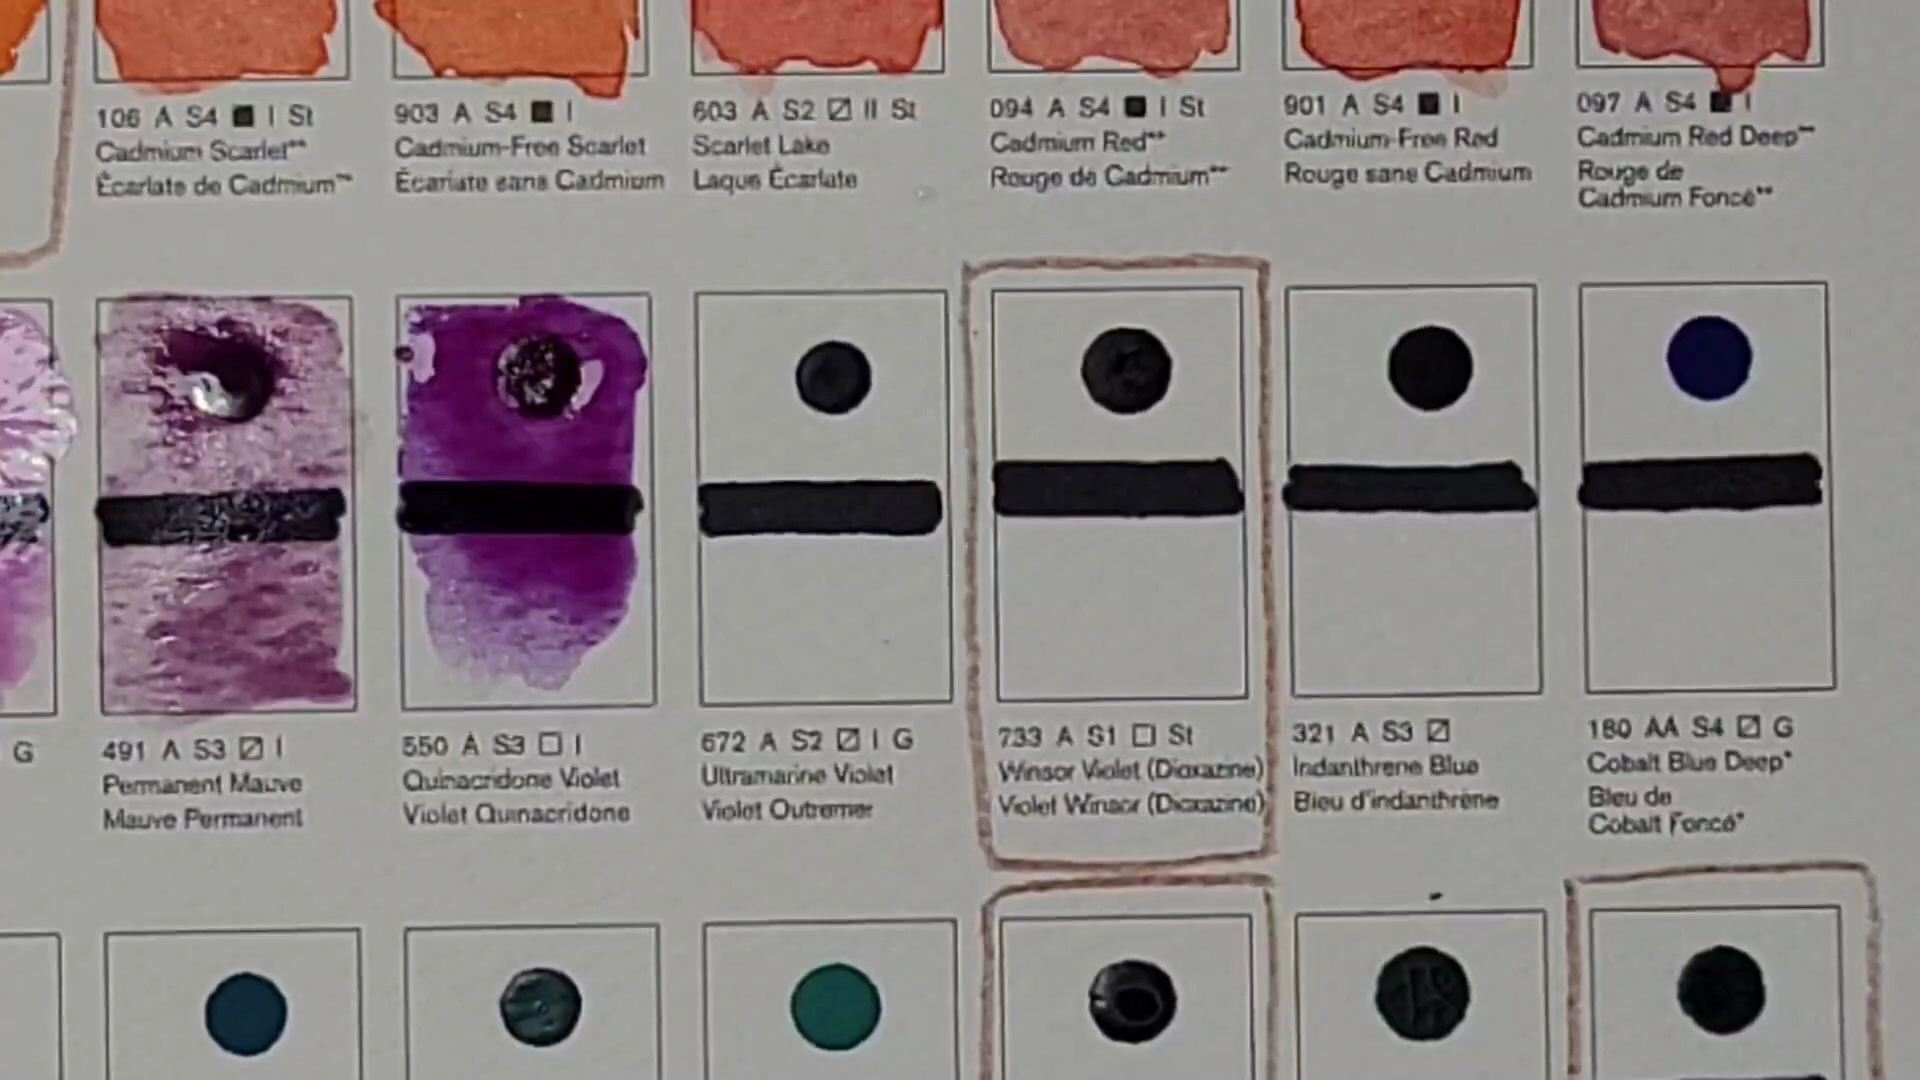 106 A S4 ■ I St
Cadmium Scarlet**
Écarlate de Cadmium**
903 A S4 ■ I
Cadmium-Free Scarlet
Écarlate sans Cadmium
603 A S2 ⍁ II St
Scarlet Lake
Laque Écarlate
094 A S4 ■ I St
Cadmium Red**
Rouge de Cadmium**
901 A S4 ■ I
Cadmium-Free Red
Rouge sans Cadmium
097 A S4 ■ I
Cadmium Red Deep**
Rouge de
Cadmium Foncé**
G
491 A S3 ⍁ I
Permanent Mauve
Mauve Permanent
550 A S3 □ I
Quinacridone Violet
Violet Quinacridone
672 A S2 ⍁ I G
Ultramarine Violet
Violet Outremer
733 A S1 □ St
Winsor Violet (Dioxazine)
Violet Winsor (Dioxazine)
321 A S3 ⍁
Indanthrene Blue
Bleu d'indanthrène
180 AA S4 ⍁ G
Cobalt Blue Deep*
Bleu de
Cobalt Foncé*